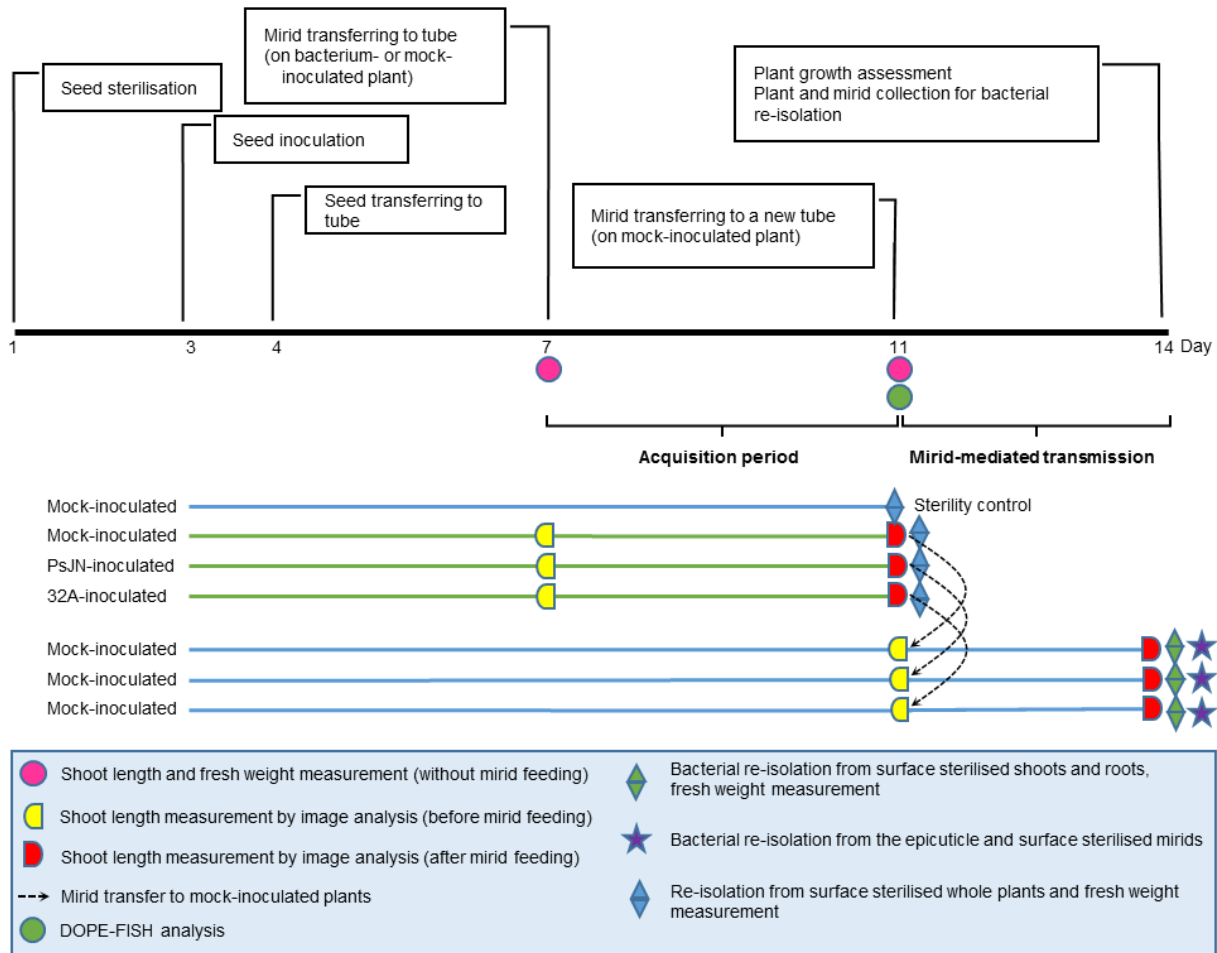 Mirid transferring to tube
(on bacterium- or mock-
inoculated plant)
Seed sterilisation
Plant growth assessment
Plant and mirid collection for bacterial
re-isolation
Seed inoculation
Seed transferring to
tube
Mirid transferring to a new tube
(on mock-inoculated plant)
1 3 4 7 11 14 Day
Acquisition period Mirid-mediated transmission
Mock-inoculated Sterility control
Mock-inoculated
PsJN-inoculated
32A-inoculated
Mock-inoculated
Mock-inoculated
Mock-inoculated
Shoot length and fresh weight measurement (without mirid feeding)
Shoot length measurement by image analysis (before mirid feeding)
Shoot length measurement by image analysis (after mirid feeding)
Mirid transfer to mock-inoculated plants
DOPE-FISH analysis
Bacterial re-isolation from surface sterilised shoots and roots,
fresh weight measurement
Bacterial re-isolation from the epicuticle and surface sterilised mirids
Re-isolation from surface sterilised whole plants and fresh weight
measurement